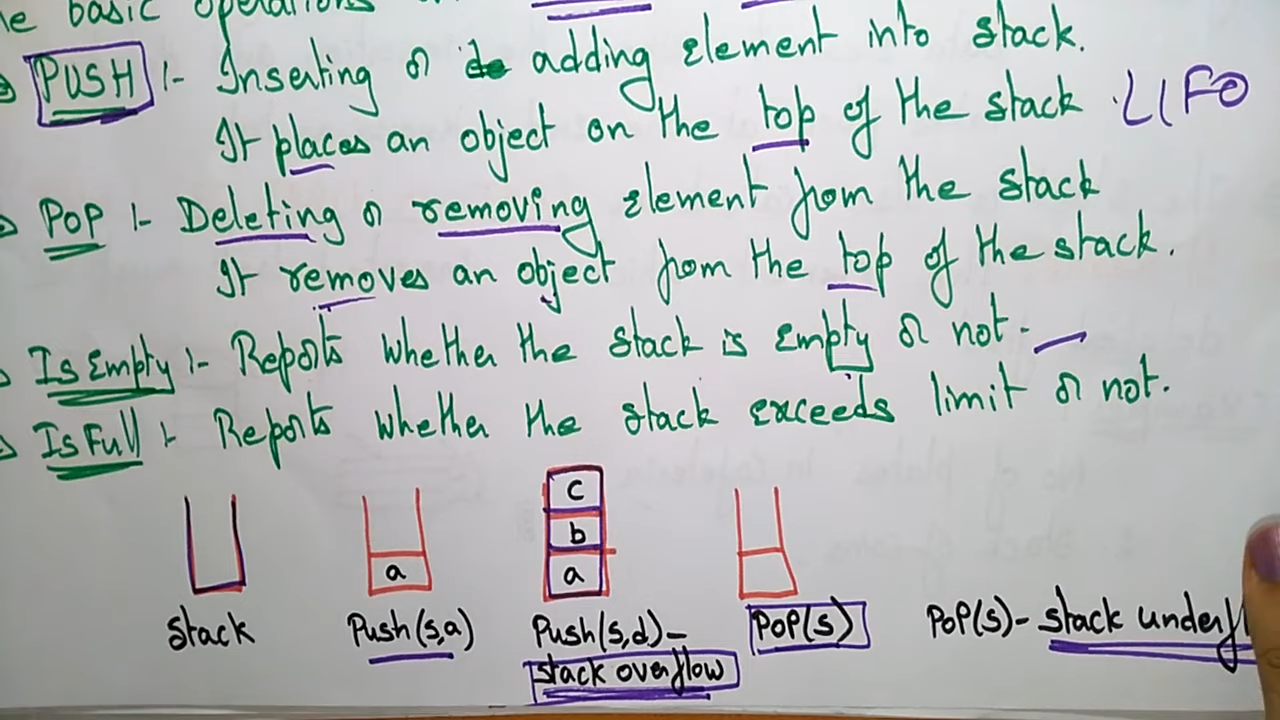 basic operations
PUSH :- Inserting or adding element into stack.
It places an object on the top of the stack. LIFO
POP :- Deleting or removing element from the stack
It removes an object from the top of the stack.
Is Empty :- Reports whether the stack is Empty or not.
Is Full :- Reports whether the stack exceeds limit or not.
c
b
a a
Stack Push(s,a) Push(s,d)- POP(s) POP(s)- stack underfl
stack overflow